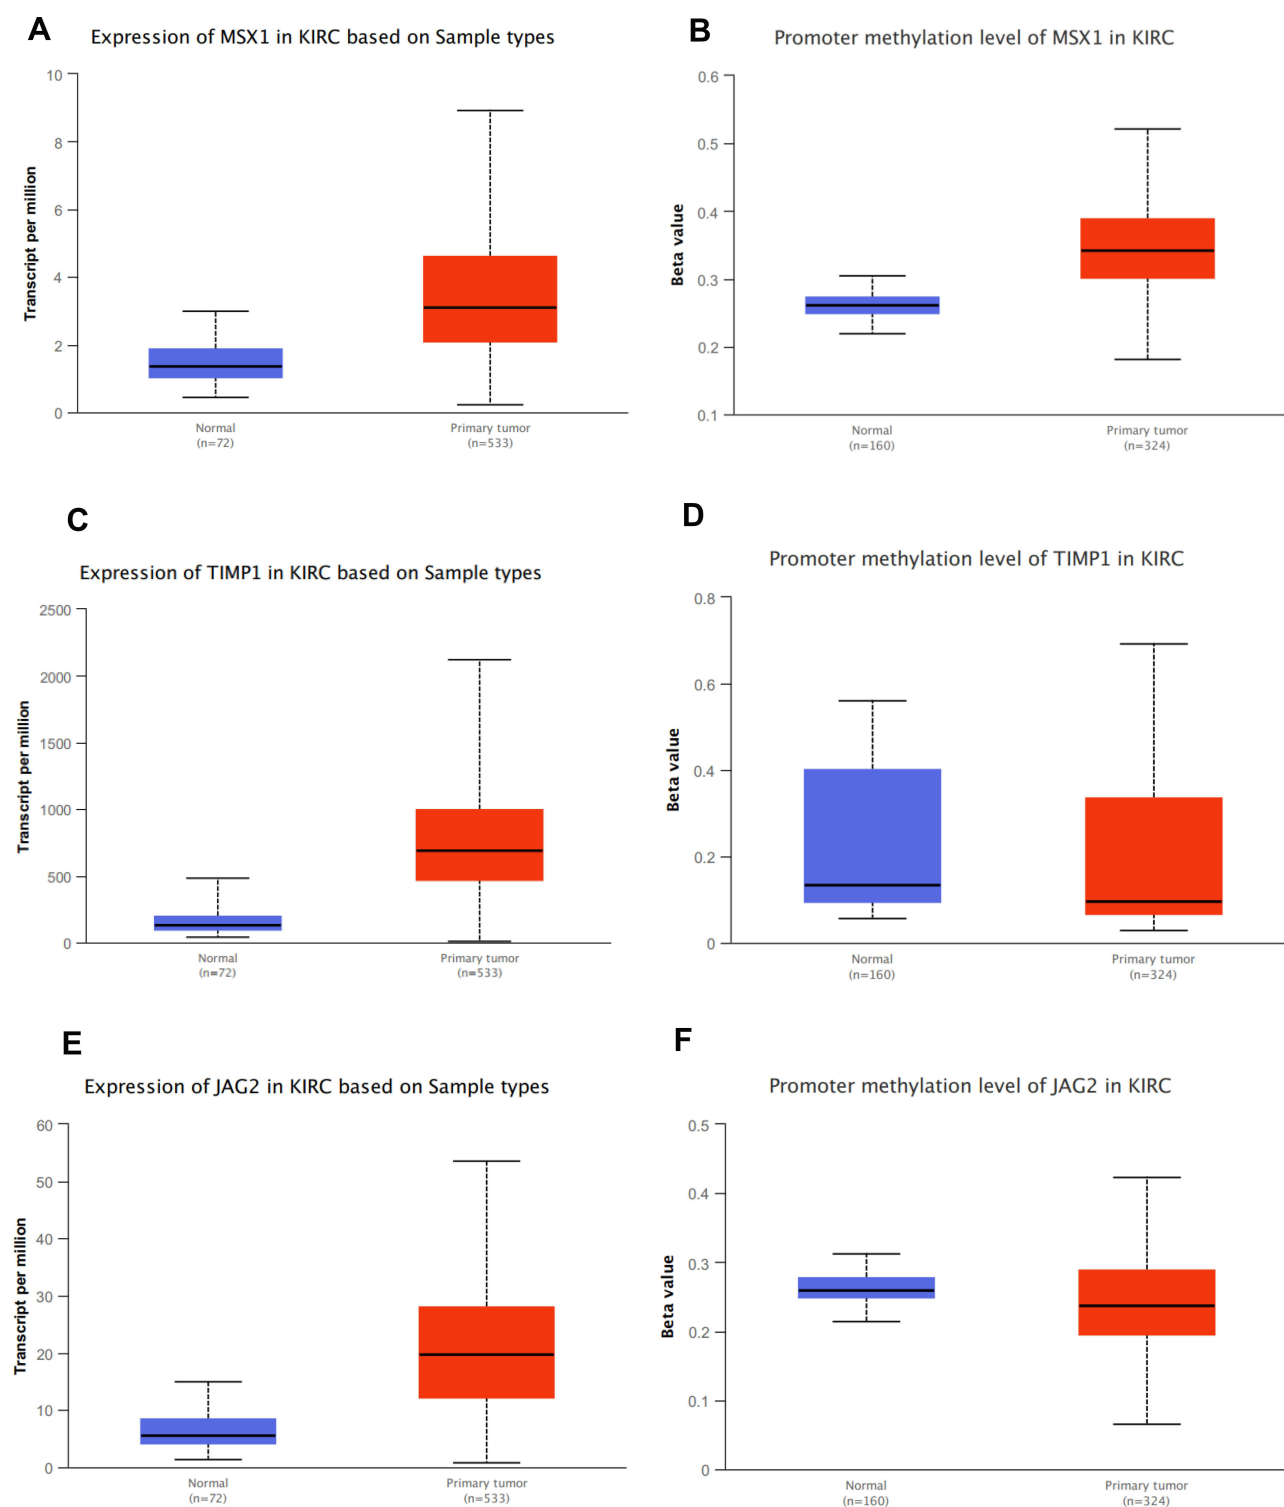 A
Expression of MSX1 in KIRC based on Sample types
Transcript per million
10
8
6
4
2
0
Normal
(n=72)
Primary tumor
(n=533)
B
Promoter methylation level of MSX1 in KIRC
Beta value
0.6
0.5
0.4
0.3
0.2
0.1
Normal
(n=160)
Primary tumor
(n=324)
C
Expression of TIMP1 in KIRC based on Sample types
Transcript per million
2500
2000
1500
1000
500
0
Normal
(n=72)
Primary tumor
(n=533)
D
Promoter methylation level of TIMP1 in KIRC
Beta value
0.8
0.6
0.4
0.2
0
Normal
(n=160)
Primary tumor
(n=324)
E
Expression of JAG2 in KIRC based on Sample types
Transcript per million
60
50
40
30
20
10
0
Normal
(n=72)
Primary tumor
(n=533)
F
Promoter methylation level of JAG2 in KIRC
Beta value
0.5
0.4
0.3
0.2
0.1
0
Normal
(n=160)
Primary tumor
(n=324)